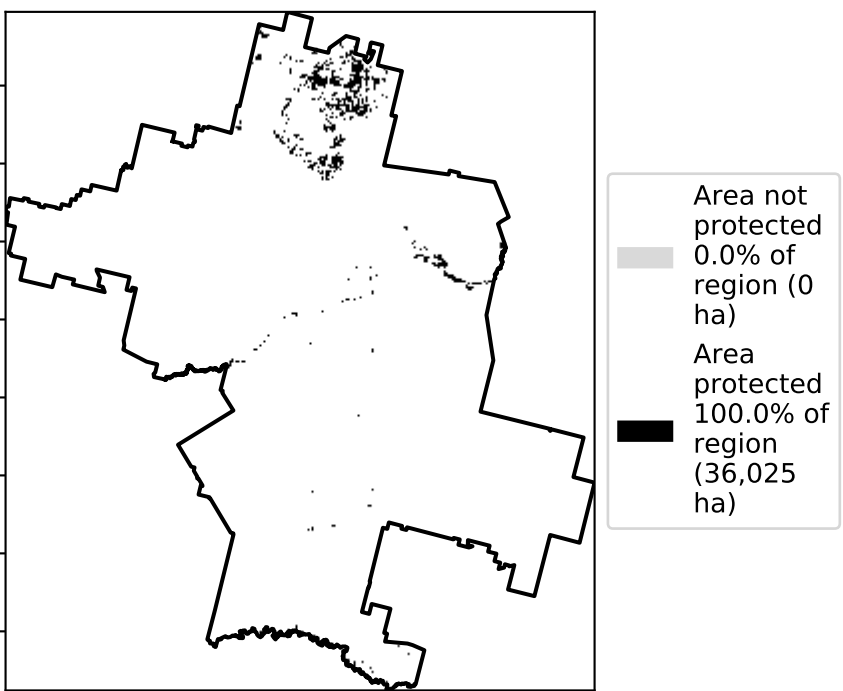 Area not
protected
0.0% of
region (0
ha)
Area
protected
100.0% of
region
(36,025
ha)